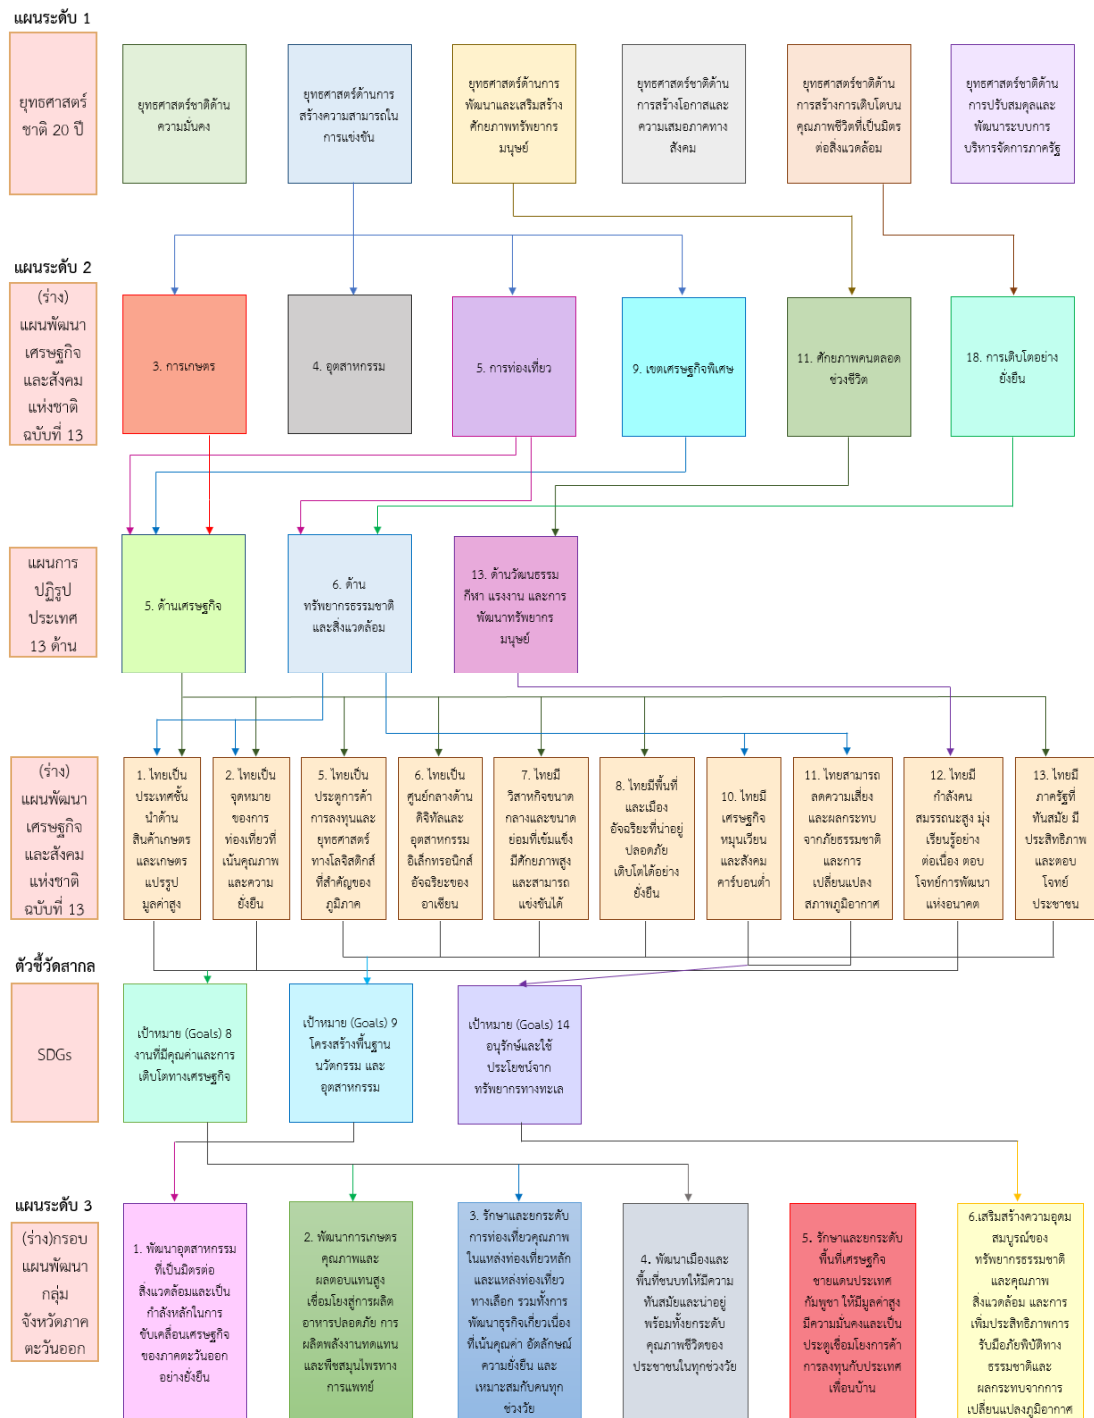 แผนระดับ 1
ยุทธศาสตร์
ชาติ 20 ปี
ยุทธศาสตร์ชาติด้าน
ความมั่นคง
ยุทธศาสตร์ด้านการ
สร้างความสามารถใน
การแข่งขัน
ยุทธศาสตร์ด้านการ
พัฒนาและเสริมสร้าง
ศักยภาพทรัพยากร
มนุษย์
ยุทธศาสตร์ชาติด้าน
การสร้างโอกาสและ
ความเสมอภาคทาง
สังคม
ยุทธศาสตร์ชาติด้าน
การสร้างการเติบโตบน
คุณภาพชีวิตที่เป็นมิตร
ต่อสิ่งแวดล้อม
ยุทธศาสตร์ชาติด้าน
การปรับสมดุลและ
พัฒนาระบบการ
บริหารจัดการภาครัฐ
แผนระดับ 2
(ร่าง)
แผนพัฒนา
เศรษฐกิจ
และสังคม
แห่งชาติ
ฉบับที่ 13
3. การเกษตร
4. อุตสาหกรรม
5. การท่องเที่ยว
9. เขตเศรษฐกิจพิเศษ
11. ศักยภาพคนตลอด
ช่วงชีวิต
18. การเติบโตอย่าง
ยั่งยืน
แผนการ
ปฏิรูป
ประเทศ
13 ด้าน
5. ด้านเศรษฐกิจ
6. ด้าน
ทรัพยากรธรรมชาติ
และสิ่งแวดล้อม
13. ด้านวัฒนธรรม
กีฬา แรงงาน และการ
พัฒนาทรัพยากร
มนุษย์
(ร่าง)
แผนพัฒนา
เศรษฐกิจ
และสังคม
แห่งชาติ
ฉบับที่ 13
1. ไทยเป็น
ประเทศชั้น
นำด้าน
สินค้าเกษตร
และเกษตร
แปรรูป
มูลค่าสูง
2. ไทยเป็น
จุดหมาย
ของการ
ท่องเที่ยวที่
เน้นคุณภาพ
และความ
ยั่งยืน
5. ไทยเป็น
ประตูการค้า
การลงทุนและ
ยุทธศาสตร์
ทางโลจิสติกส์
ที่สำคัญของ
ภูมิภาค
6. ไทยเป็น
ศูนย์กลางด้าน
ดิจิทัลและ
อุตสาหกรรม
อิเล็กทรอนิกส์
อัจฉริยะของ
อาเซียน
7. ไทยมี
วิสาหกิจขนาด
กลางและขนาด
ย่อมที่เข้มแข็ง
มีศักยภาพสูง
และสามารถ
แข่งขันได้
8. ไทยมีพื้นที่
และเมือง
อัจฉริยะที่น่าอยู่
ปลอดภัย
เติบโตได้อย่าง
ยั่งยืน
10. ไทยมี
เศรษฐกิจ
หมุนเวียน
และสังคม
คาร์บอนต่ำ
11. ไทยสามารถ
ลดความเสี่ยง
และผลกระทบ
จากภัยธรรมชาติ
และการ
เปลี่ยนแปลง
สภาพภูมิอากาศ
12. ไทยมี
กำลังคน
สมรรถนะสูง มุ่ง
เรียนรู้อย่าง
ต่อเนื่อง ตอบ
โจทย์การพัฒนา
แห่งอนาคต
13. ไทยมี
ภาครัฐที่
ทันสมัย มี
ประสิทธิภาพ
และตอบ
โจทย์
ประชาชน
ตัวชี้วัดสากล
SDGs
เป้าหมาย (Goals) 8
งานที่มีคุณค่าและการ
เติบโตทางเศรษฐกิจ
เป้าหมาย (Goals) 9
โครงสร้างพื้นฐาน
นวัตกรรม และ
อุตสาหกรรม
เป้าหมาย (Goals) 14
อนุรักษ์และใช้
ประโยชน์จาก
ทรัพยากรทางทะเล
แผนระดับ 3
(ร่าง)กรอบ
แผนพัฒนา
กลุ่ม
จังหวัดภาค
ตะวันออก
1. พัฒนาอุตสาหกรรม
ที่เป็นมิตรต่อ
สิ่งแวดล้อมและเป็น
กำลังหลักในการ
ขับเคลื่อนเศรษฐกิจ
ของภาคตะวันออก
อย่างยั่งยืน
2. พัฒนาการเกษตร
คุณภาพและ
ผลตอบแทนสูง
เชื่อมโยงสู่การผลิต
อาหารปลอดภัย การ
ผลิตพลังงานทดแทน
และพืชสมุนไพรทาง
การแพทย์
3. รักษาและยกระดับ
การท่องเที่ยวคุณภาพ
ในแหล่งท่องเที่ยวหลัก
และแหล่งท่องเที่ยว
ทางเลือก รวมทั้งการ
พัฒนาธุรกิจเกี่ยวเนื่อง
ที่เน้นคุณค่า อัตลักษณ์
ความยั่งยืน และ
เหมาะสมกับคนทุก
ช่วงวัย
4. พัฒนาเมืองและ
พื้นที่ชนบทให้มีความ
ทันสมัยและน่าอยู่
พร้อมทั้งยกระดับ
คุณภาพชีวิตของ
ประชาชนในทุกช่วงวัย
5. รักษาและยกระดับ
พื้นที่เศรษฐกิจ
ชายแดนประเทศ
กัมพูชา ให้มีมูลค่าสูง
มีความมั่นคงและเป็น
ประตูเชื่อมโยงการค้า
การลงทุนกับประเทศ
เพื่อนบ้าน
6.เสริมสร้างความอุดม
สมบูรณ์ของ
ทรัพยากรธรรมชาติ
และคุณภาพ
สิ่งแวดล้อม และการ
เพิ่มประสิทธิภาพการ
รับมือภัยพิบัติทาง
ธรรมชาติและ
ผลกระทบจากการ
เปลี่ยนแปลงภูมิอากาศ